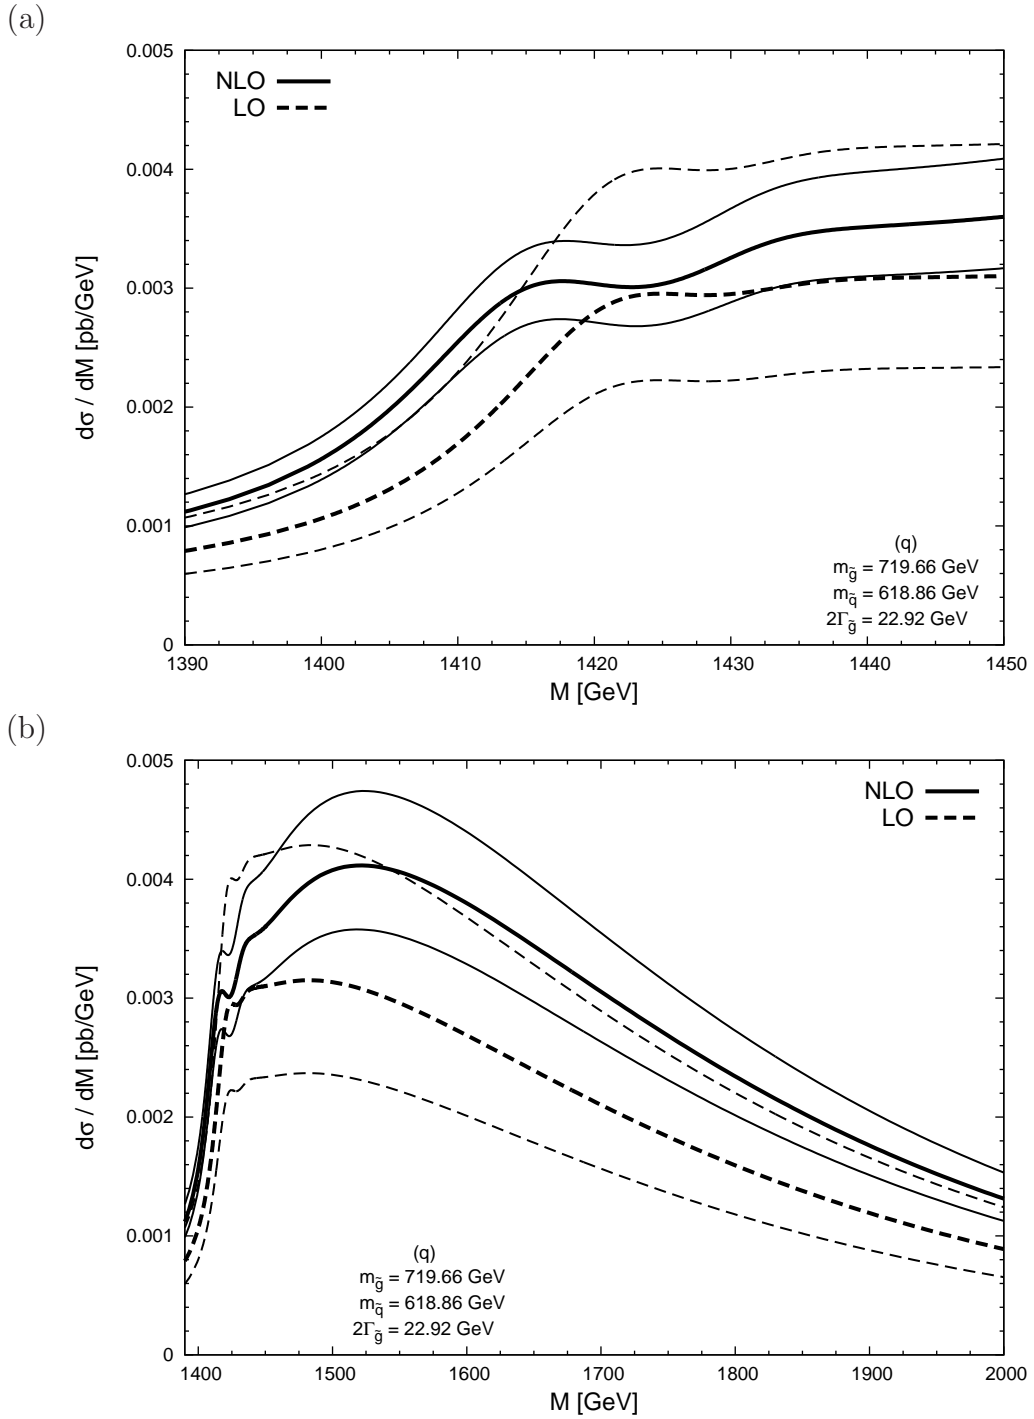 (a)
0.005
0.004
0.003
0.002
0.001
0
dσ / dM [pb/GeV]
NLO
LO
(q)
m_g̃ = 719.66 GeV
m_q̃ = 618.86 GeV
2Γ_g̃ = 22.92 GeV
1390 1400 1410 1420 1430 1440 1450
M [GeV]
(b)
0.005
0.004
0.003
0.002
0.001
0
dσ / dM [pb/GeV]
NLO
LO
(q)
m_g̃ = 719.66 GeV
m_q̃ = 618.86 GeV
2Γ_g̃ = 22.92 GeV
1400 1500 1600 1700 1800 1900 2000
M [GeV]